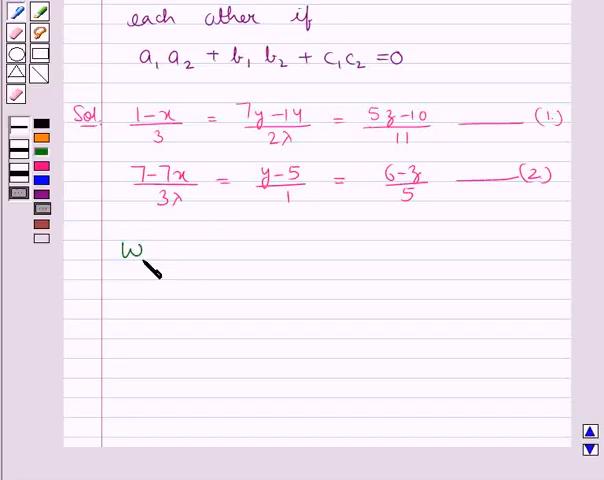 each other if
a₁ a₂ + b₁ b₂ + c₁ c₂ = 0
Sol. (1-x)/3 = (7y-14)/2λ = (5z-10)/11 ——— (1.)
(7-7x)/3λ = (y-5)/1 = (6-z)/5 ——— (2.)
W